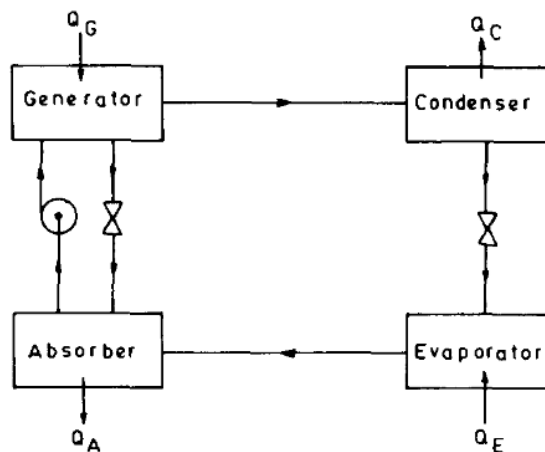 Q_G
Q_C
Generator
Condenser
Absorber
Evaporator
Q_A
Q_E